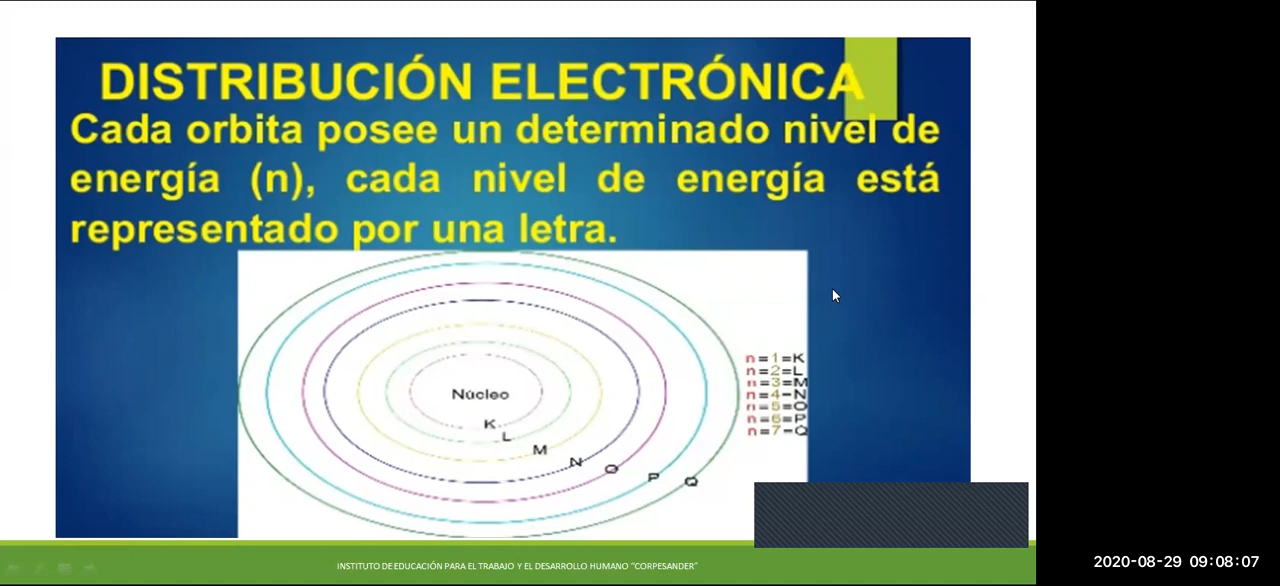 DISTRIBUCIÓN ELECTRÓNICA
Cada orbita posee un determinado nivel de
energía (n), cada nivel de energía está
representado por una letra.
Núcleo
K
L
M
N
O
P
Q
n=1=K
n=2=L
n=3=M
n=4=N
n=5=O
n=6=P
n=7=Q
INSTITUTO DE EDUCACIÓN PARA EL TRABAJO Y EL DESARROLLO HUMANO "CORPESANDER"
2020-08-29 09:08:07